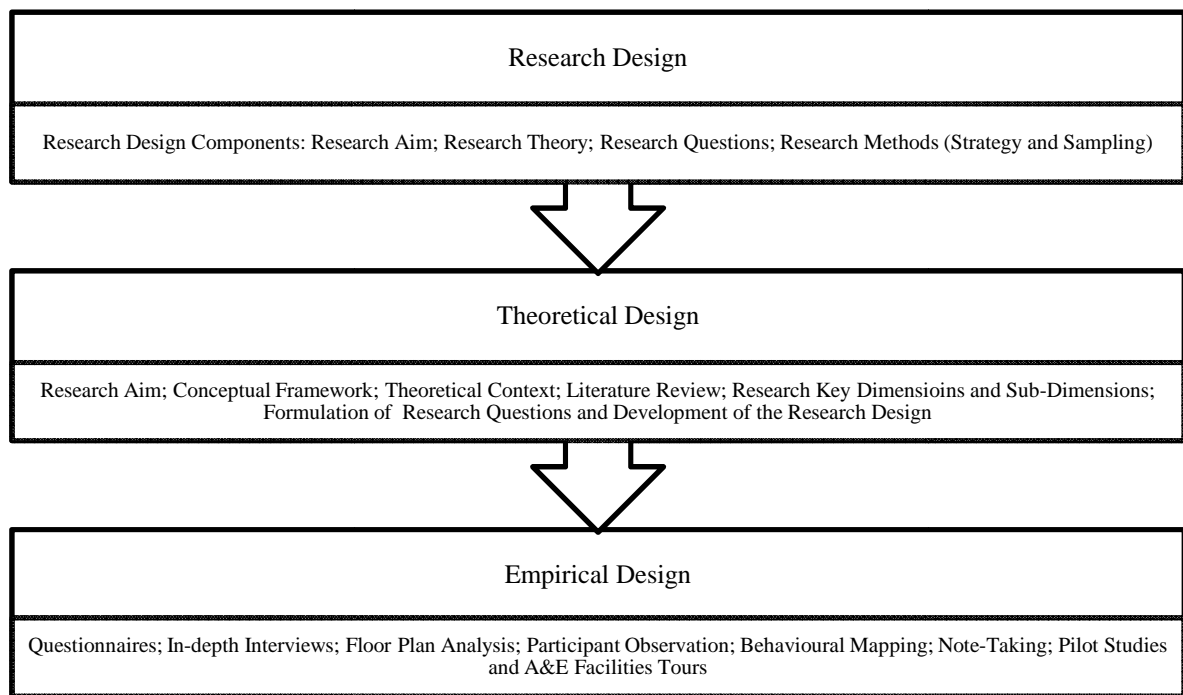 Research Design
Research Design Components: Research Aim; Research Theory; Research Questions; Research Methods (Strategy and Sampling)
Theoretical Design
Research Aim; Conceptual Framework; Theoretical Context; Literature Review; Research Key Dimensioins and Sub-Dimensions;
Formulation of Research Questions and Development of the Research Design
Empirical Design
Questionnaires; In-depth Interviews; Floor Plan Analysis; Participant Observation; Behavioural Mapping; Note-Taking; Pilot Studies
and A&E Facilities Tours